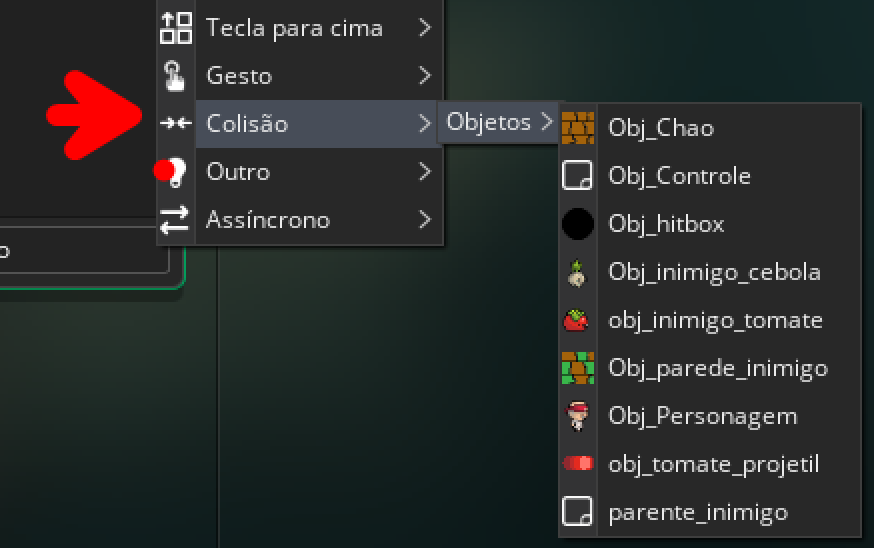 Tecla para cima
Gesto
Colisão
Outro
Assíncrono
o
Objetos
Obj_Chao
Obj_Controle
Obj_hitbox
Obj_inimigo_cebola
obj_inimigo_tomate
Obj_parede_inimigo
Obj_Personagem
obj_tomate_projetil
parente_inimigo